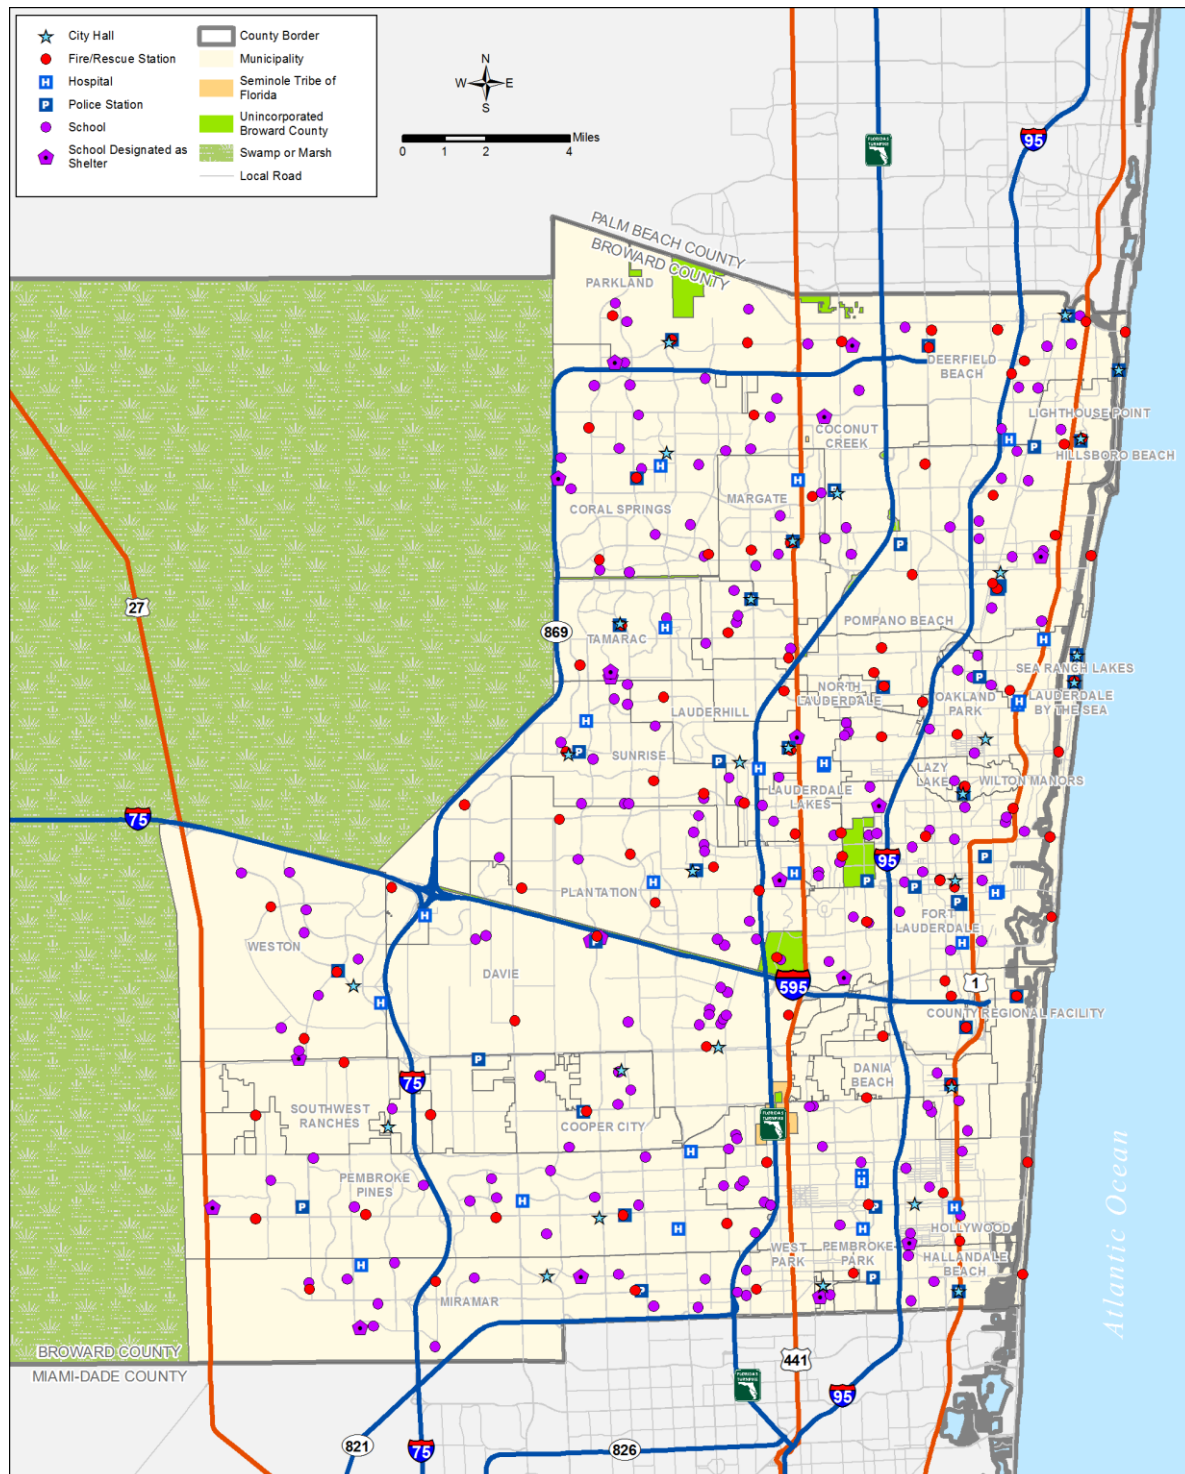 City Hall
Fire/Rescue Station
Hospital
Police Station
School
School Designated as
Shelter
County Border
Municipality
Seminole Tribe of
Florida
Unincorporated
Broward County
Swamp or Marsh
Local Road
N
W E
S
Miles
0 1 2 4
95
PALM BEACH COUNTY
BROWARD COUNTY
PARKLAND
DEERFIELD
BEACH
LIGHTHOUSE POINT
COCONUT
CREEK
HILLSBORO BEACH
MARGATE
CORAL SPRINGS
27
869
TAMARAC
POMPANO BEACH
SEA RANCH LAKES
NORTH
LAUDERDALE
OAKLAND
PARK
LAUDERDALE
BY THE SEA
LAUDERHILL
SUNRISE
LAZY
LAKE
WILTON MANORS
LAUDERDALE
LAKES
75
95
PLANTATION
FORT
LAUDERDALE
WESTON
DAVIE
595
1
COUNTY REGIONAL FACILITY
DANIA
BEACH
75
SOUTHWEST
RANCHES
COOPER CITY
PEMBROKE
PINES
HOLLYWOOD
WEST
PARK
PEMBROKE
PARK
HALLANDALE
BEACH
MIRAMAR
Atlantic Ocean
BROWARD COUNTY
MIAMI-DADE COUNTY
441
95
821
75
826